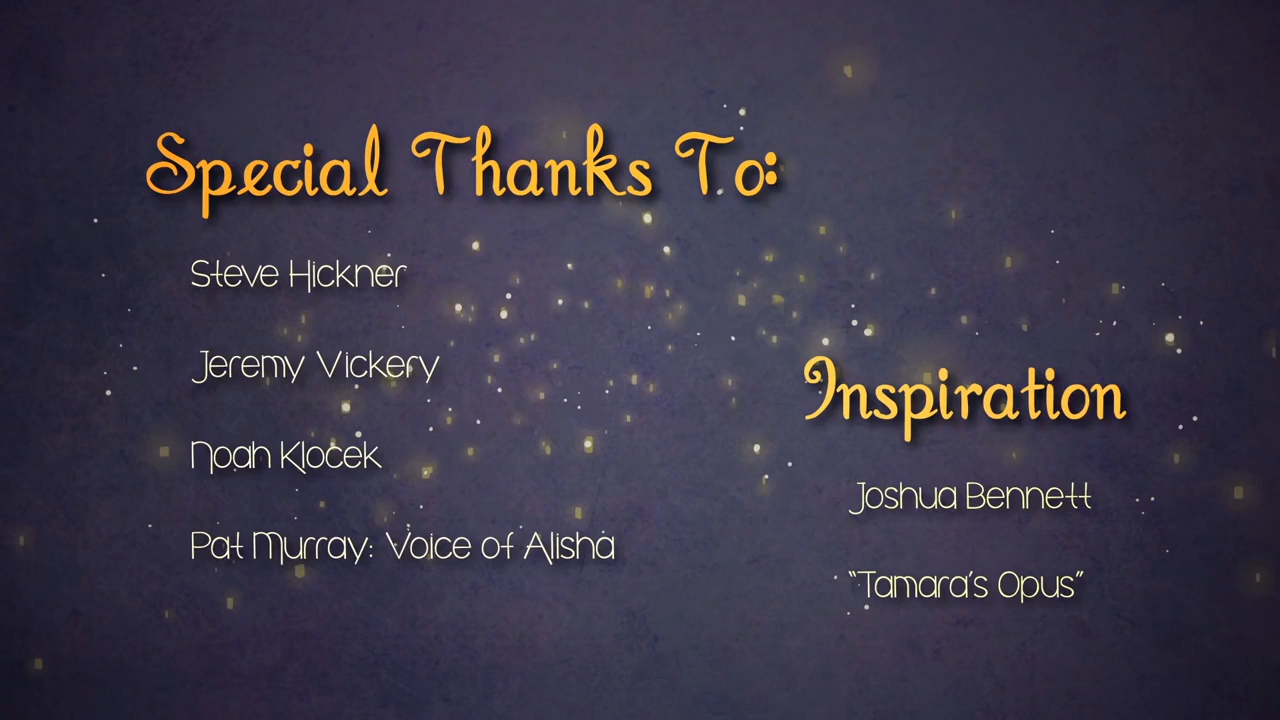 Special Thanks To:
Steve Hickner
Jeremy Vickery
Noah Klocek
Pat Murray: Voice of Alisha
Inspiration
Joshua Bennett
“Tamara’s Opus”